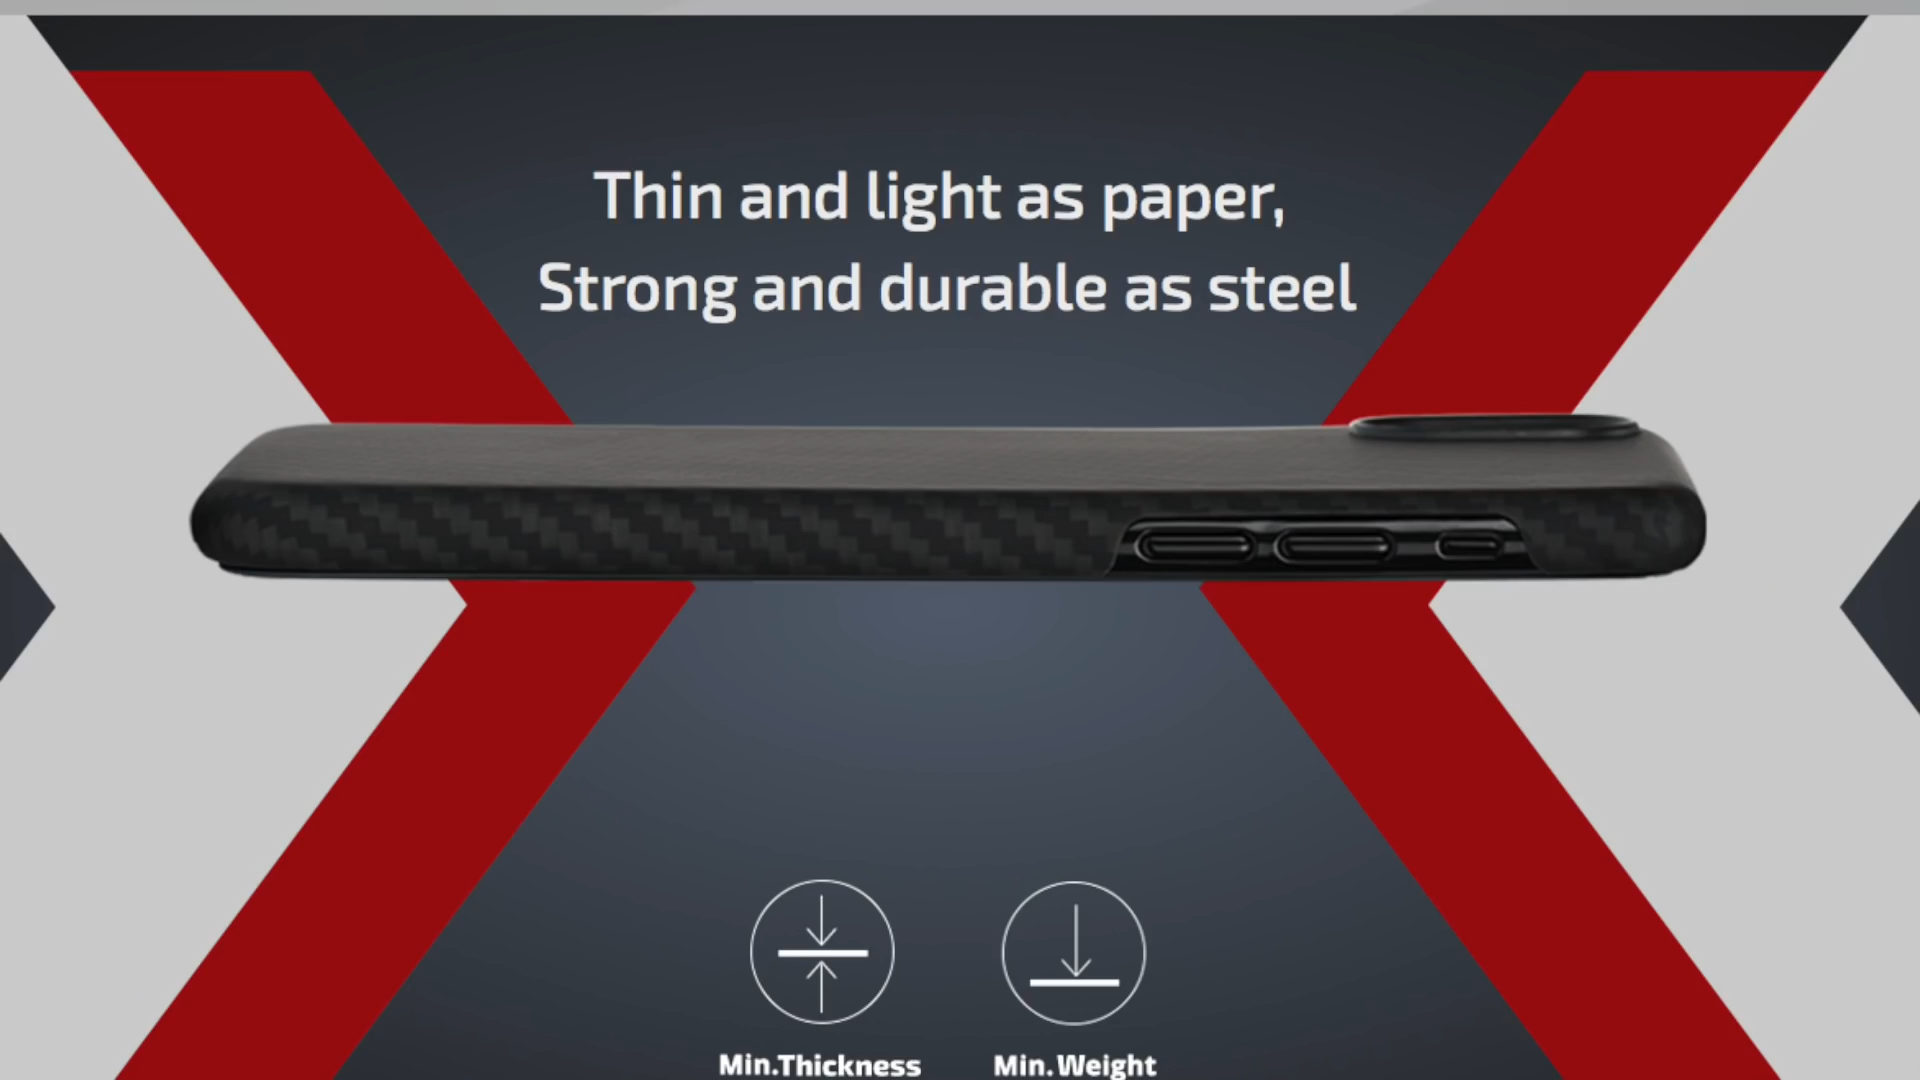 Thin and light as paper,
Strong and durable as steel
Min.Thickness
Min.Weight